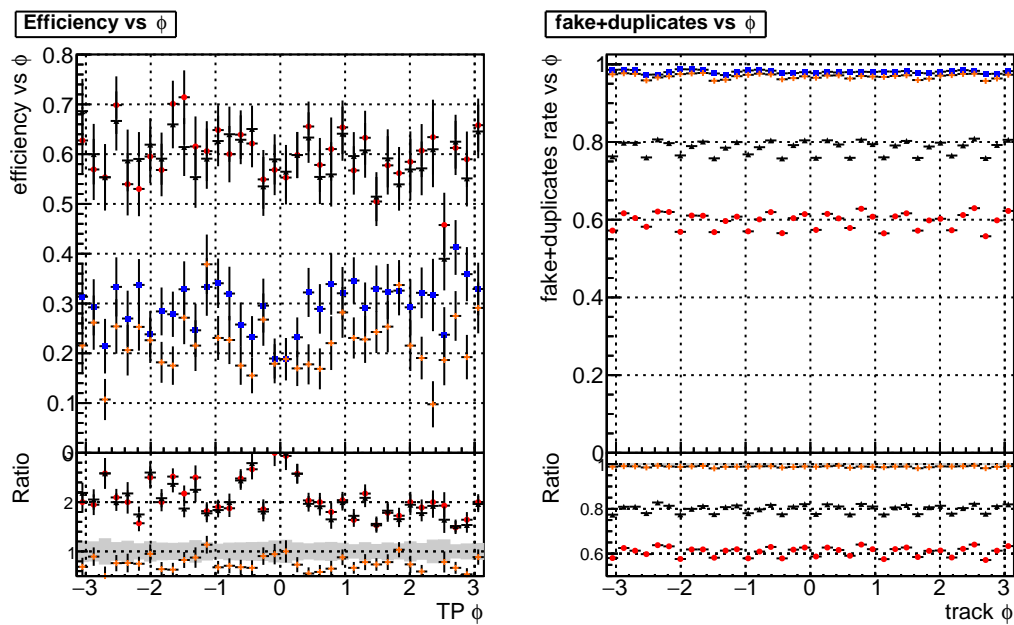 Efficiency vs ϕ
efficiency vs ϕ
0.8
0.7
0.6
0.5
0.4
0.3
0.2
0.1
0
Ratio
3
2
1
−3 −2 −1 0 1 2 3
TP ϕ
fake+duplicates vs ϕ
fake+duplicates rate vs ϕ
1
0.8
0.6
0.4
0.2
0
Ratio
1
0.8
0.6
−3 −2 −1 0 1 2 3
track ϕ